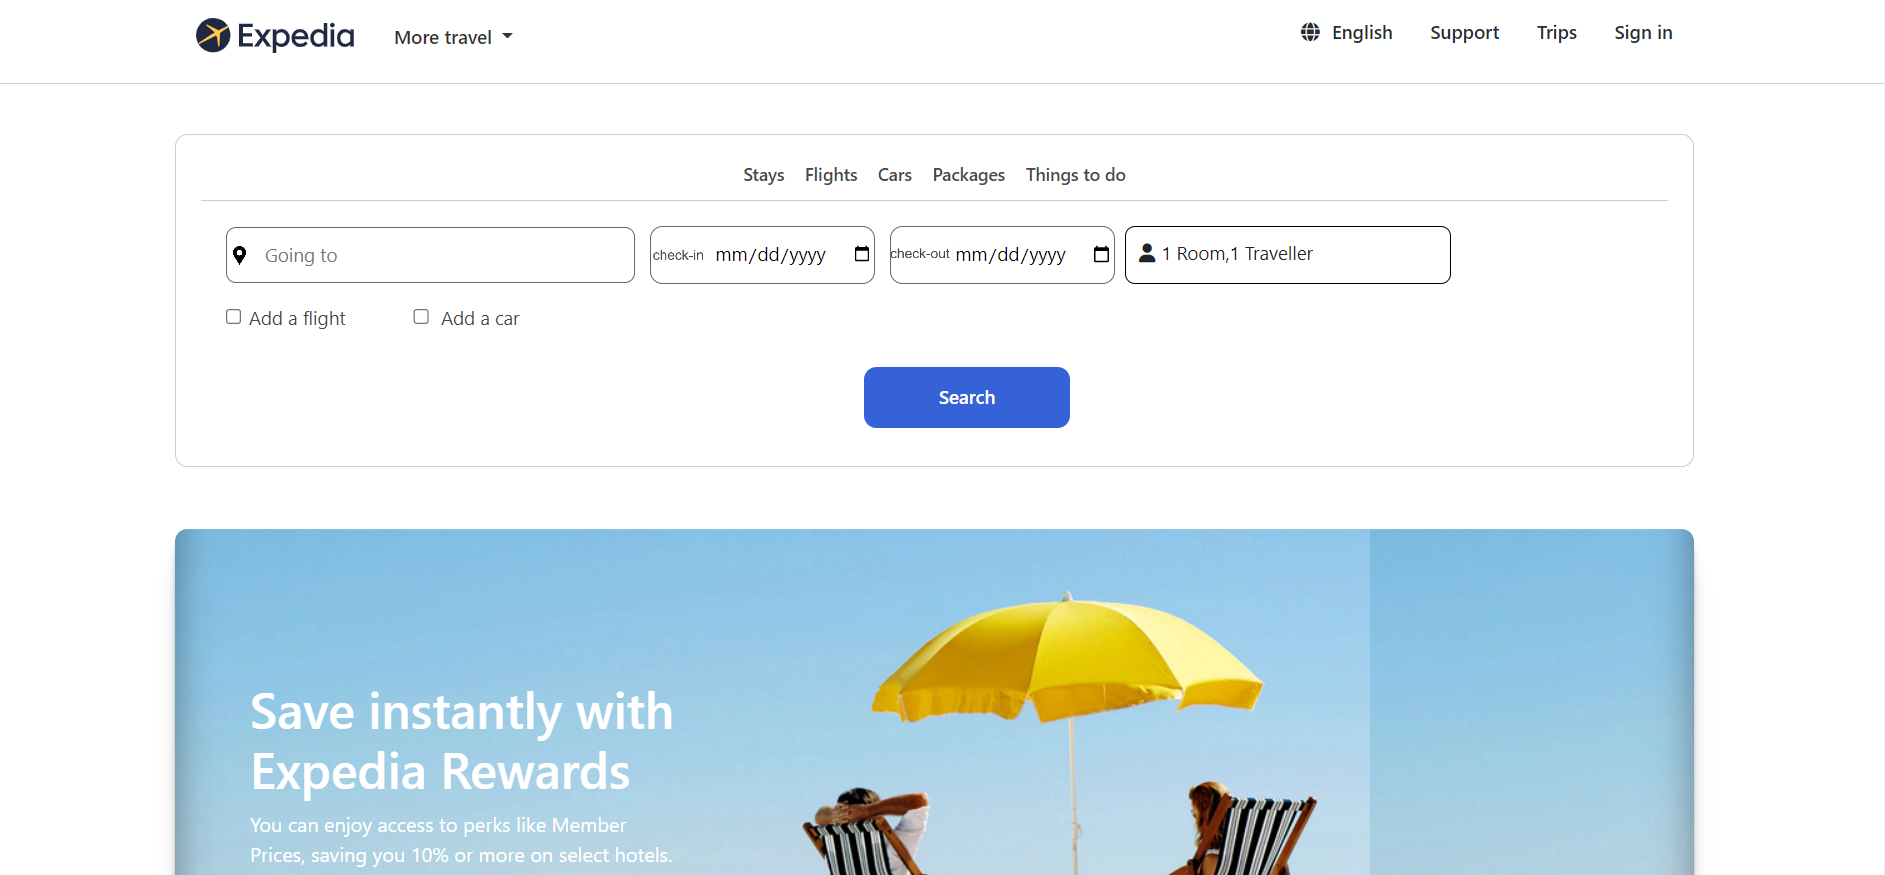 Expedia More travel English Support Trips Sign in
Stays Flights Cars Packages Things to do
Going to check-in mm/dd/yyyy check-out mm/dd/yyyy 1 Room,1 Traveller
Add a flight Add a car
Search
Save instantly with
Expedia Rewards
You can enjoy access to perks like Member
Prices, saving you 10% or more on select hotels.